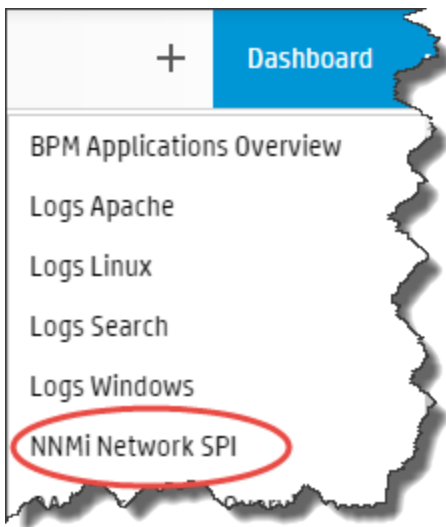 + Dashboard
BPM Applications Overview
Logs Apache
Logs Linux
Logs Search
Logs Windows
NNMi Network SPI